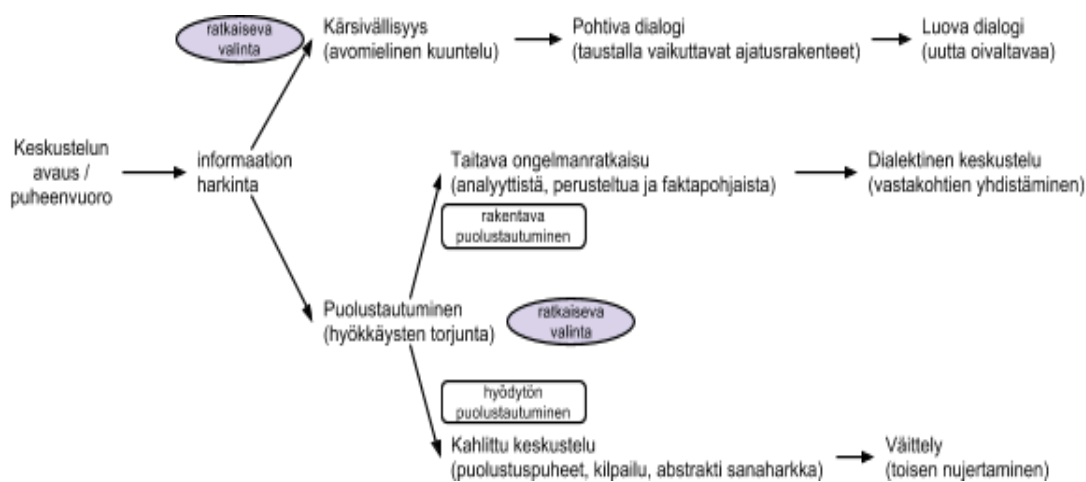 ratkaiseva
valinta
Kärsivällisyys
(avomielinen kuuntelu)
Pohtiva dialogi
(taustalla vaikuttavat ajatusrakenteet)
Luova dialogi
(uutta oivaltavaa)
Keskustelun
avaus /
puheenvuoro
informaation
harkinta
Taitava ongelmanratkaisu
(analyyttistä, perusteltua ja faktapohjaista)
Dialektinen keskustelu
(vastakohtien yhdistäminen)
rakentava
puolustautuminen
Puolustautuminen
(hyökkäysten torjunta)
ratkaiseva
valinta
hyödytön
puolustautuminen
Kahlittu keskustelu
(puolustuspuheet, kilpailu, abstrakti sanaharkka)
Väittely
(toisen nujertaminen)